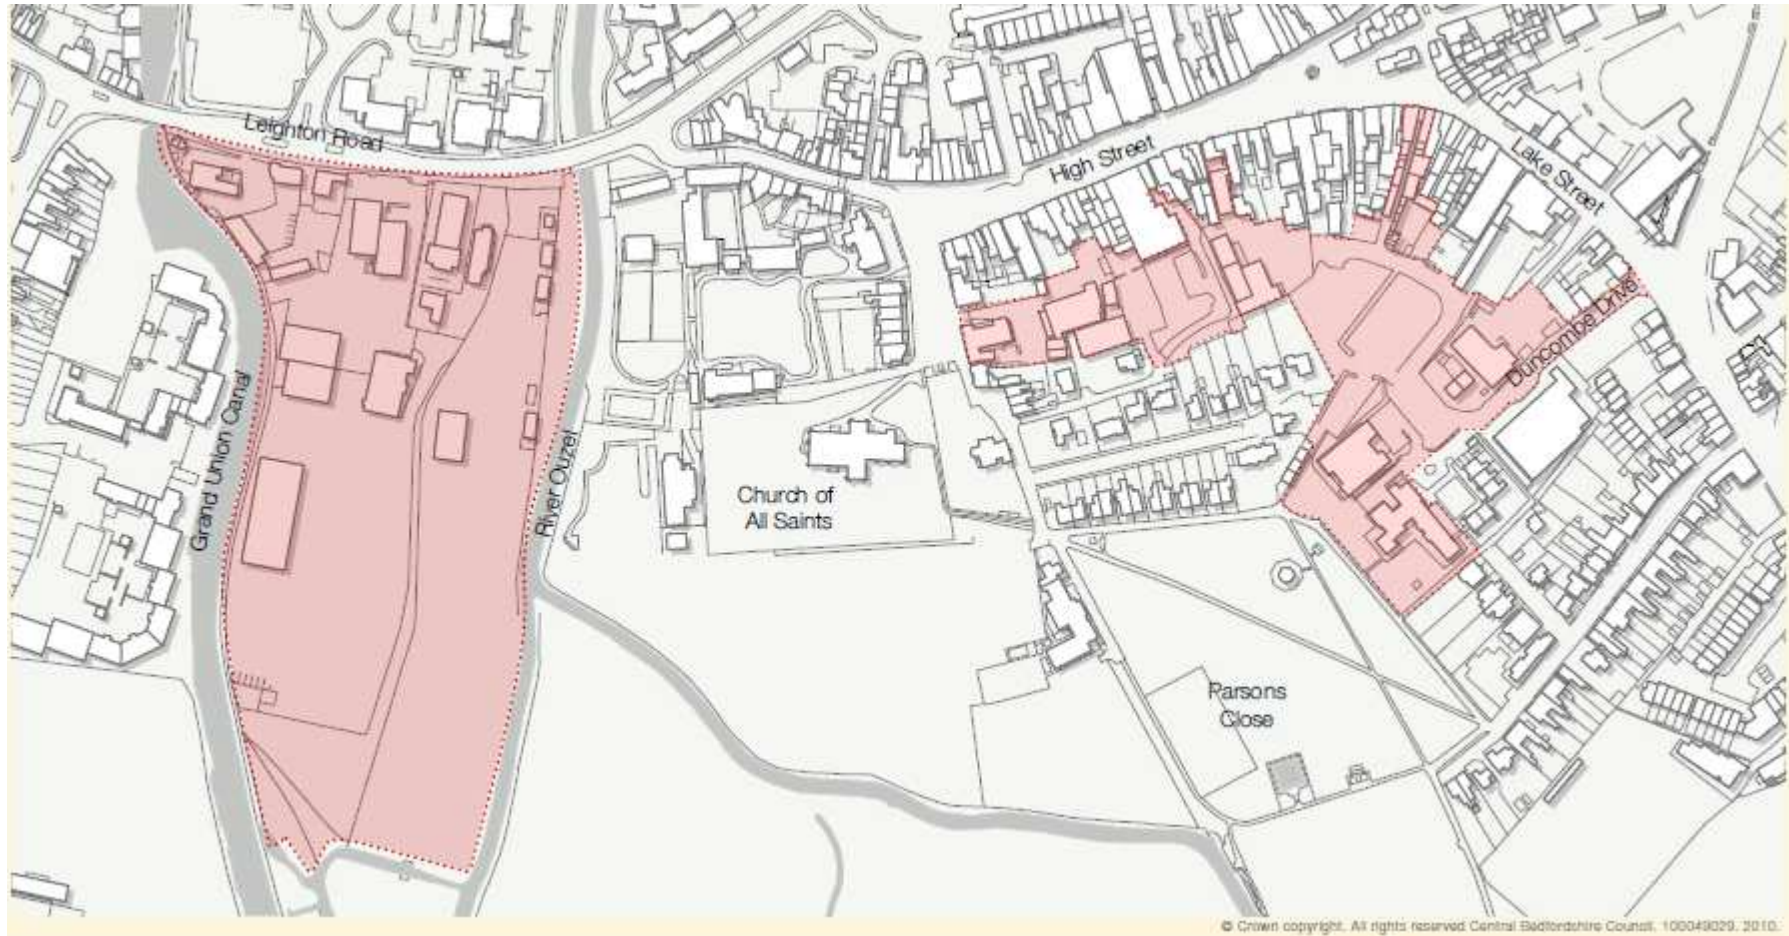 Leighton Road
High Street
Lake Street
Duncombe Drive
Grand Union Canal
River Ouzel
Church of
All Saints
Parsons
Close
© Crown copyright. All rights reserved Central Bedfordshire Council, 100049029, 2010.